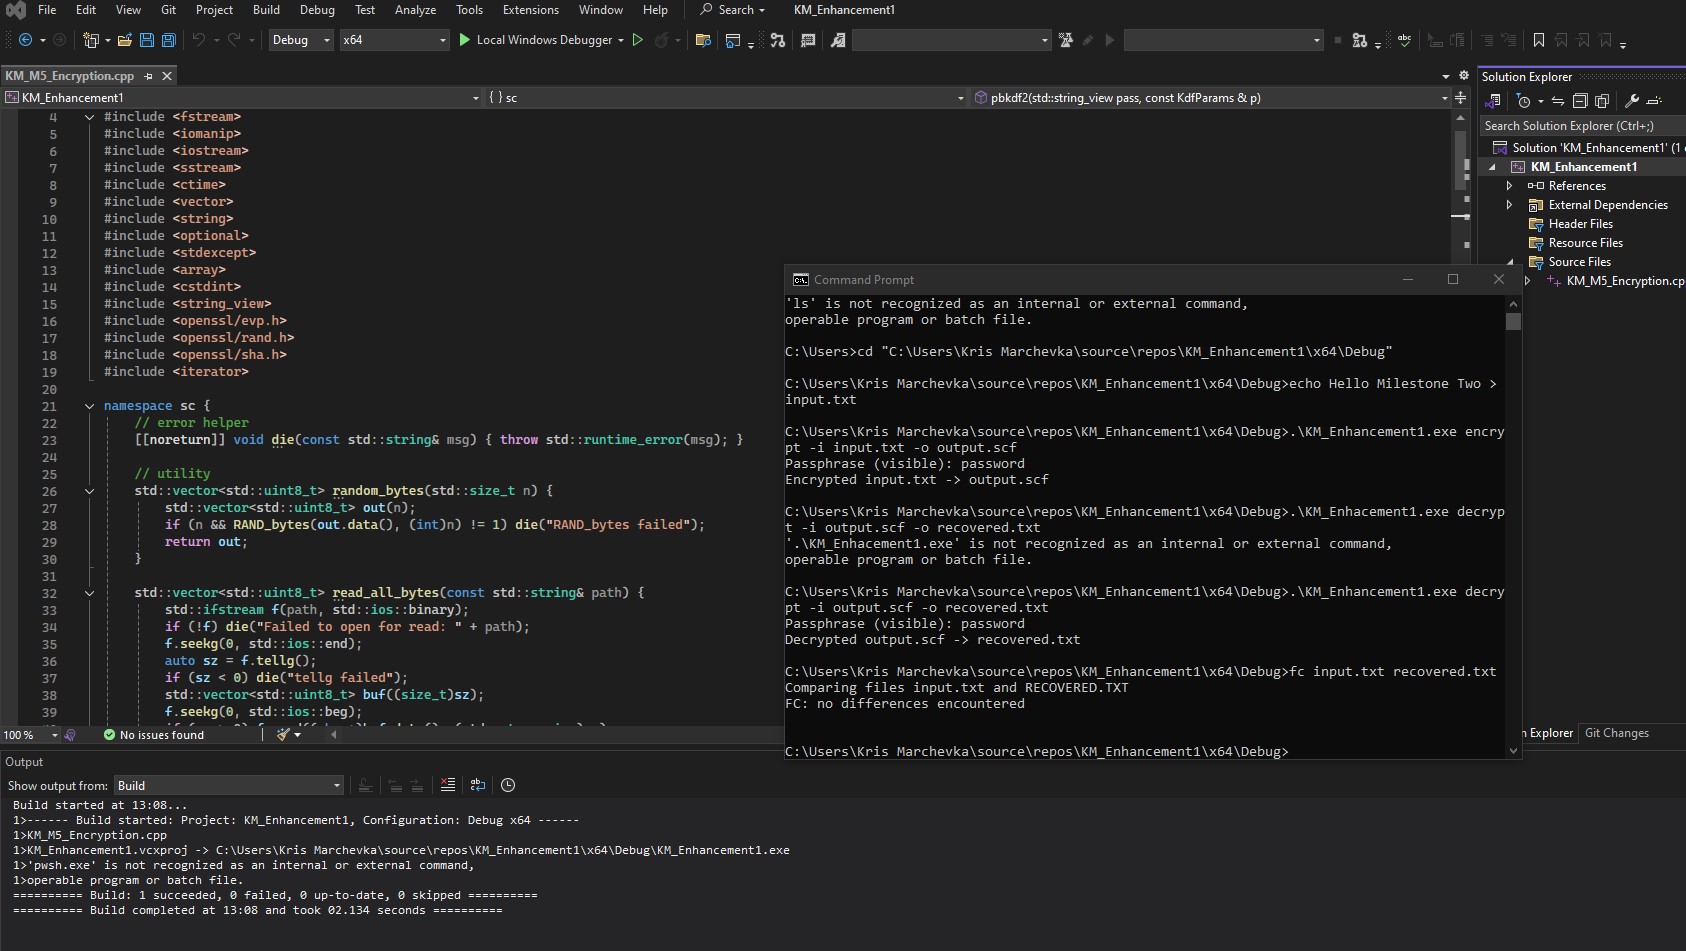 File Edit View Git Project Build Debug Test Analyze Tools Extensions Window Help Search KM_Enhancement1
Debug x64 Local Windows Debugger
KM_M5_Encryption.cpp
KM_Enhancement1 { } sc pbkdf2(std::string_view pass, const KdfParams & p)
4 #include <fstream>
5 #include <iomanip>
6 #include <iostream>
7 #include <sstream>
8 #include <ctime>
9 #include <vector>
10 #include <string>
11 #include <optional>
12 #include <stdexcept>
13 #include <array>
14 #include <cstdint>
15 #include <string_view>
16 #include <openssl/evp.h>
17 #include <openssl/rand.h>
18 #include <openssl/sha.h>
19 #include <iterator>
20
21 namespace sc {
22 // error helper
23 [[noreturn]] void die(const std::string& msg) { throw std::runtime_error(msg); }
24
25 // utility
26 std::vector<std::uint8_t> random_bytes(std::size_t n) {
27 std::vector<std::uint8_t> out(n);
28 if (n && RAND_bytes(out.data(), (int)n) != 1) die("RAND_bytes failed");
29 return out;
30 }
31
32 std::vector<std::uint8_t> read_all_bytes(const std::string& path) {
33 std::ifstream f(path, std::ios::binary);
34 if (!f) die("Failed to open for read: " + path);
35 f.seekg(0, std::ios::end);
36 auto sz = f.tellg();
37 if (sz < 0) die("tellg failed");
38 std::vector<std::uint8_t> buf((size_t)sz);
39 f.seekg(0, std::ios::beg);
100 % No issues found
Command Prompt
'ls' is not recognized as an internal or external command,
operable program or batch file.
C:\Users>cd "C:\Users\Kris Marchevka\source\repos\KM_Enhancement1\x64\Debug"
C:\Users\Kris Marchevka\source\repos\KM_Enhancement1\x64\Debug>echo Hello Milestone Two >
input.txt
C:\Users\Kris Marchevka\source\repos\KM_Enhancement1\x64\Debug>.\KM_Enhancement1.exe encry
pt -i input.txt -o output.scf
Passphrase (visible): password
Encrypted input.txt -> output.scf
C:\Users\Kris Marchevka\source\repos\KM_Enhancement1\x64\Debug>.\KM_Enhacement1.exe decryp
t -i output.scf -o recovered.txt
'.\KM_Enhacement1.exe' is not recognized as an internal or external command,
operable program or batch file.
C:\Users\Kris Marchevka\source\repos\KM_Enhancement1\x64\Debug>.\KM_Enhancement1.exe decry
pt -i output.scf -o recovered.txt
Passphrase (visible): password
Decrypted output.scf -> recovered.txt
C:\Users\Kris Marchevka\source\repos\KM_Enhancement1\x64\Debug>fc input.txt recovered.txt
Comparing files input.txt and RECOVERED.TXT
FC: no differences encountered
C:\Users\Kris Marchevka\source\repos\KM_Enhancement1\x64\Debug>
Solution Explorer
Search Solution Explorer (Ctrl+;)
Solution 'KM_Enhancement1' (1
KM_Enhancement1
References
External Dependencies
Header Files
Resource Files
Source Files
KM_M5_Encryption.cp
n Explorer Git Changes
Output
Show output from: Build
Build started at 13:08...
1>------ Build started: Project: KM_Enhancement1, Configuration: Debug x64 ------
1>KM_M5_Encryption.cpp
1>KM_Enhancement1.vcxproj -> C:\Users\Kris Marchevka\source\repos\KM_Enhancement1\x64\Debug\KM_Enhancement1.exe
1>'pwsh.exe' is not recognized as an internal or external command,
1>operable program or batch file.
========== Build: 1 succeeded, 0 failed, 0 up-to-date, 0 skipped ==========
========== Build completed at 13:08 and took 02.134 seconds ==========